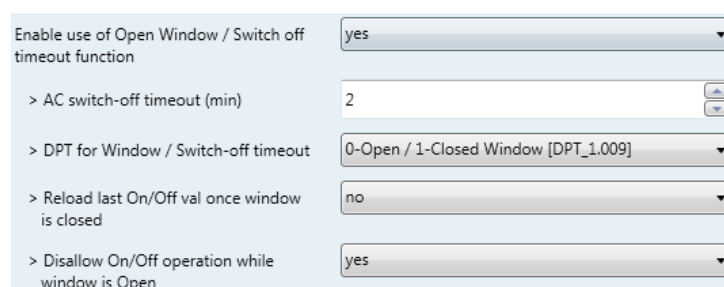 Enable use of Open Window / Switch off
timeout function
yes
> AC switch-off timeout (min)
2
> DPT for Window / Switch-off timeout
0-Open / 1-Closed Window [DPT_1.009]
> Reload last On/Off val once window
is closed
no
> Disallow On/Off operation while
window is Open
yes